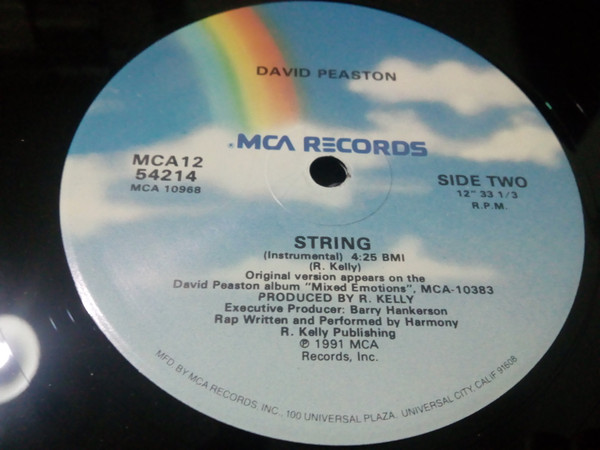 DAVID PEASTON
MCA RECORDS
MCA12
54214
MCA 10968
SIDE TWO
12" 33 1/3
R.P.M.
STRING
(Instrumental) 4:25 BMI
(R. Kelly)
Original version appears on the
David Peaston album "Mixed Emotions", MCA-10383
PRODUCED BY R. KELLY
Executive Producer: Barry Hankerson
Rap Written and Performed by Harmony
R. Kelly Publishing
℗ 1991 MCA
Records, Inc.
MFD. BY MCA RECORDS, INC. - 100 UNIVERSAL PLAZA, UNIVERSAL CITY, CALIF. 91608